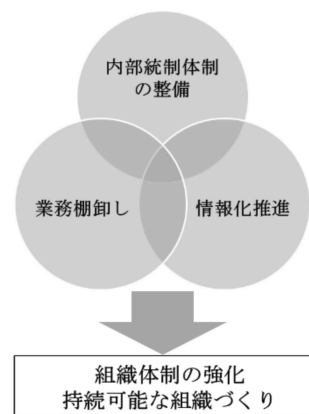 内部統制体制
の整備
業務棚卸し
情報化推進
組織体制の強化
持続可能な組織づくり